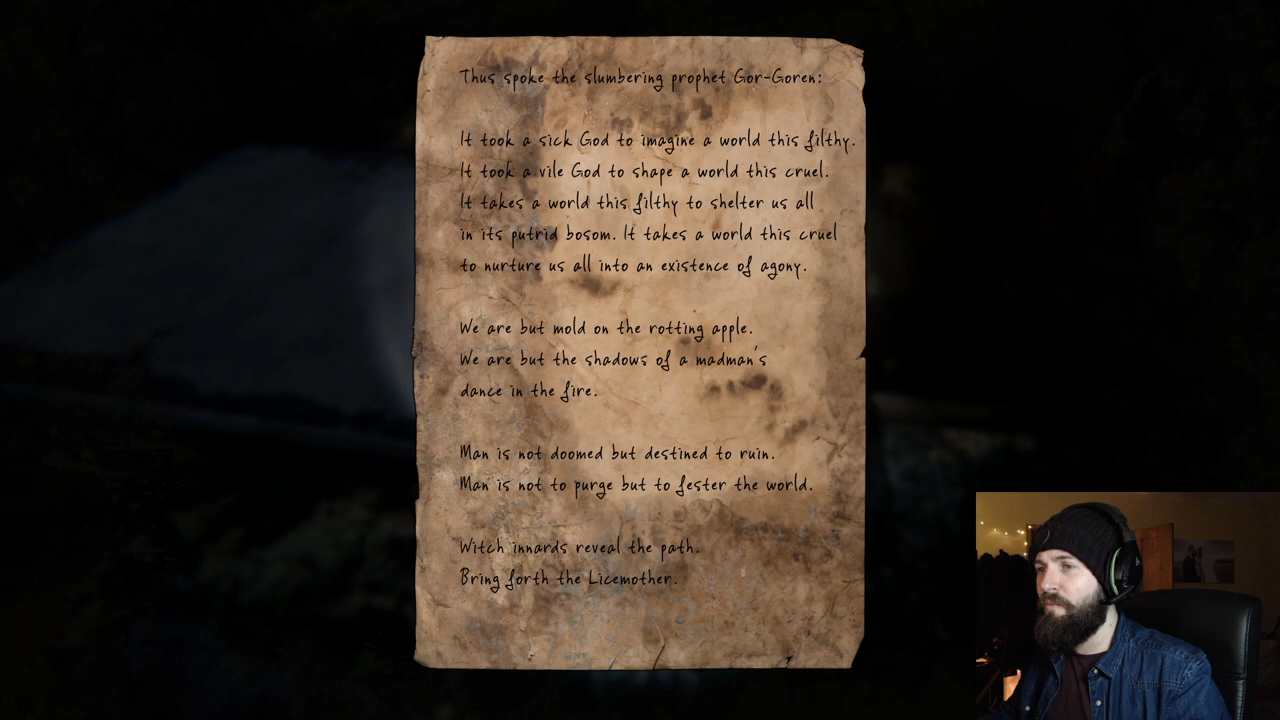 Thus spoke the slumbering prophet Gor-Goren:
It took a sick God to imagine a world this filthy.
It took a vile God to shape a world this cruel.
It takes a world this filthy to shelter us all
in its putrid bosom. It takes a world this cruel
to nurture us all into an existence of agony.
We are but mold on the rotting apple.
We are but the shadows of a madman's
dance in the fire.
Man is not doomed but destined to ruin.
Man is not to purge but to fester the world.
Witch innards reveal the path.
Bring forth the Licemother.